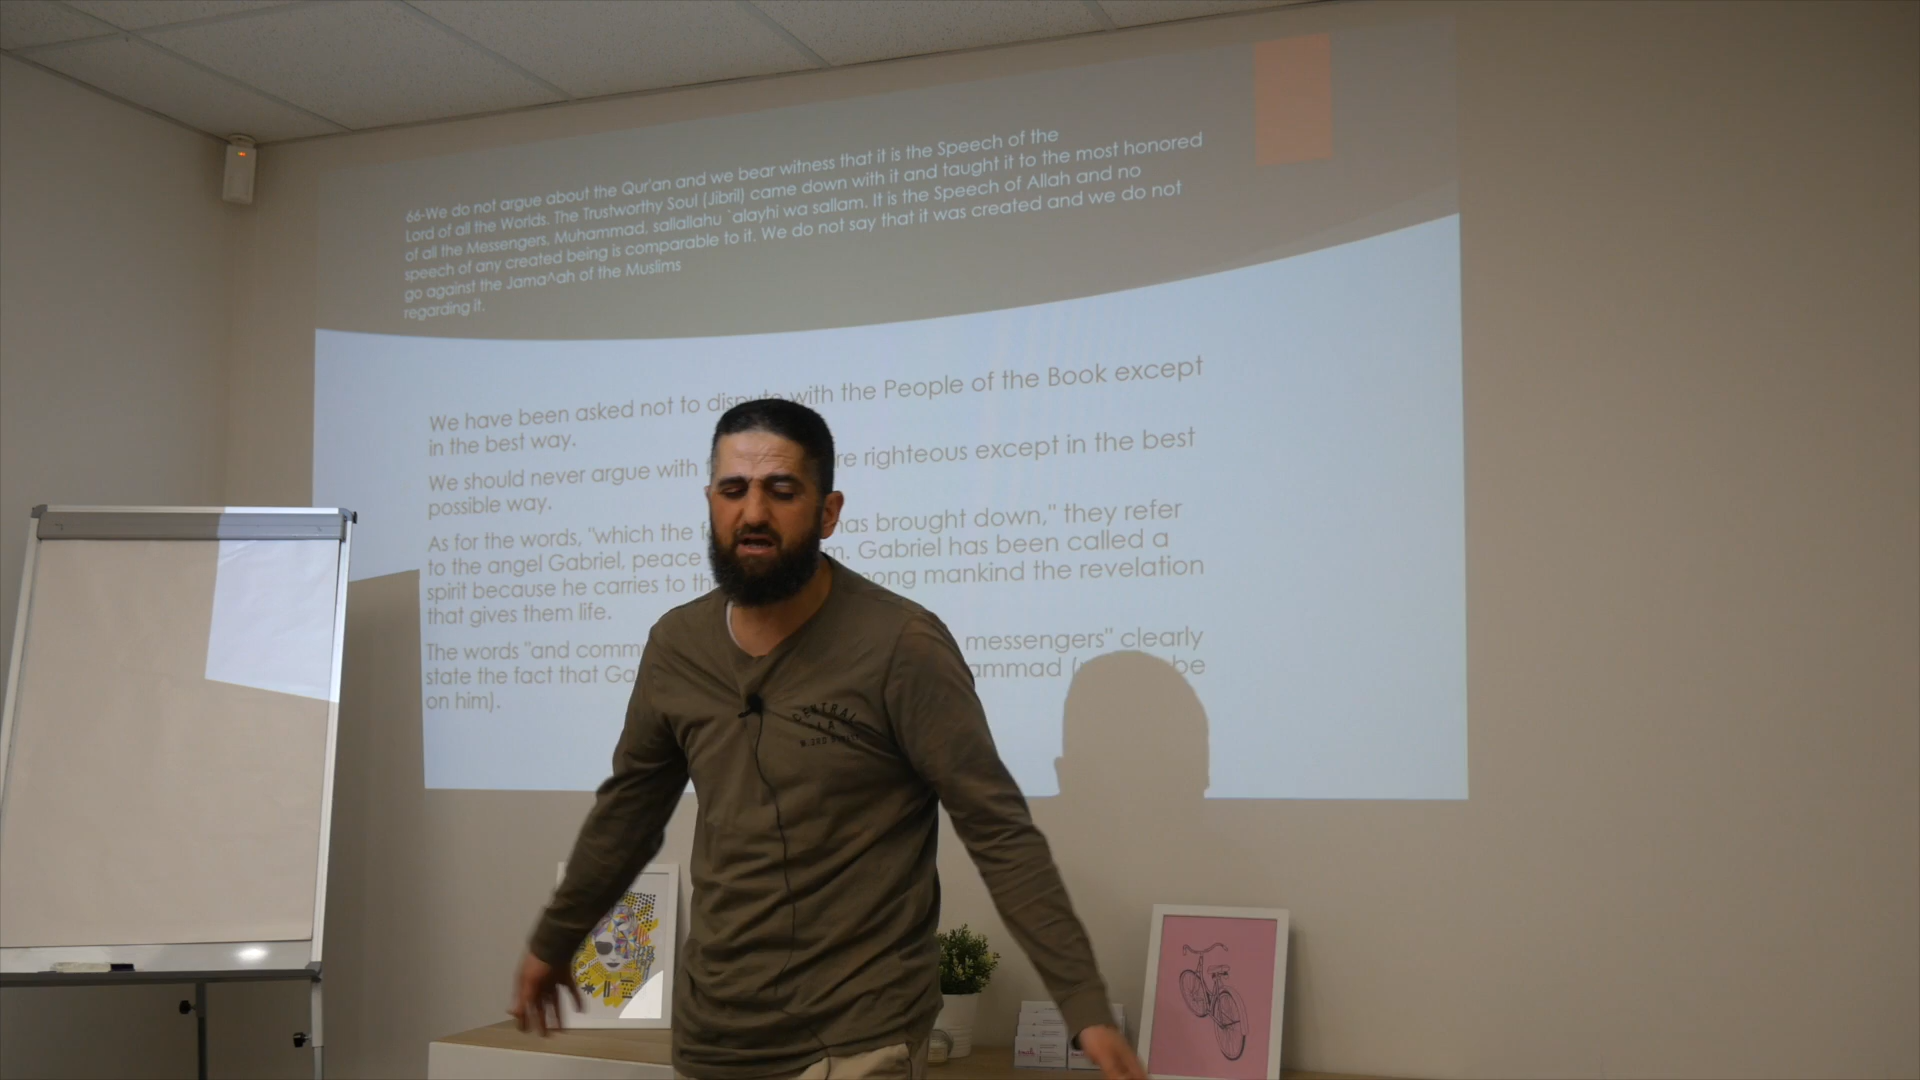 66-We do not argue about the Qur'an and we bear witness that it is the Speech of the
Lord of all the Worlds. The Trustworthy Soul (Jibril) came down with it and taught it to the most honored
of all the Messengers, Muhammad, sallallahu `alayhi wa sallam. It is the Speech of Allah and no
speech of any created being is comparable to it. We do not say that it was created and we do not
go against the Jama^ah of the Muslims
regarding it.
We have been asked not to dispute with the People of the Book except
in the best way.
We should never argue with re righteous except in the best
possible way.
As for the words, "which the has brought down," they refer
to the angel Gabriel, peace m. Gabriel has been called a
spirit because he carries to th ong mankind the revelation
that gives them life.
The words "and comm messengers" clearly
state the fact that Ga ammad be
on him).
CENTRAL
LA